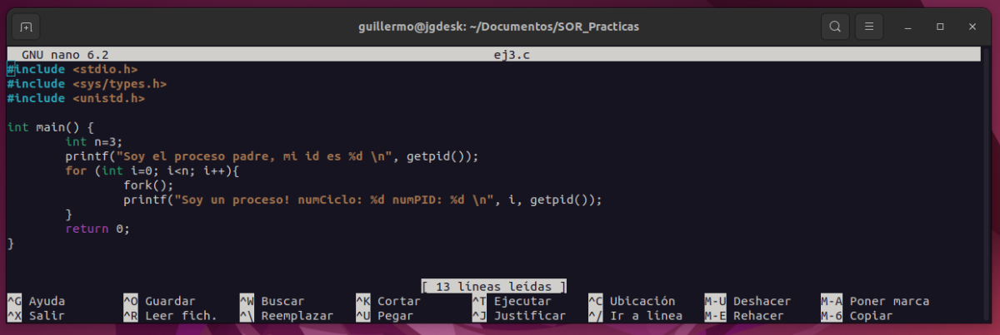 guillermo@jgdesk: ~/Documentos/SOR_Practicas
GNU nano 6.2 ej3.c
#include <stdio.h>
#include <sys/types.h>
#include <unistd.h>
int main() {
        int n=3;
        printf("Soy el proceso padre, mi id es %d \n", getpid());
        for (int i=0; i<n; i++){
                fork();
                printf("Soy un proceso! numCiclo: %d numPID: %d \n", i, getpid());
        }
        return 0;
}
[ 13 líneas leídas ]
^G Ayuda ^O Guardar ^W Buscar ^K Cortar ^T Ejecutar ^C Ubicación M-U Deshacer M-A Poner marca
^X Salir ^R Leer fich. ^\ Reemplazar ^U Pegar ^J Justificar ^/ Ir a línea M-E Rehacer M-6 Copiar